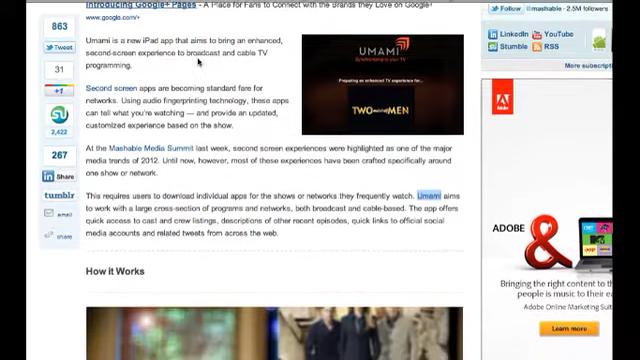 Introducing Google+ Pages - A Place for Fans to Connect with the Brands they Love on Google+
www.google.com/+
863
Tweet
31
+1
2,422
267
Share
tumblr
email
share
Umami is a new iPad app that aims to bring an enhanced,
second-screen experience to broadcast and cable TV
programming.
Second screen apps are becoming standard fare for
networks. Using audio fingerprinting technology, these apps
can tell what you're watching — and provide an updated,
customized experience based on the show.
UMAMI
Synchronizing to your TV
Preparing an enhanced TV experience for...
TWO and MEN
At the Mashable Media Summit last week, second screen experiences were highlighted as one of the major
media trends of 2012. Until now, however, most of these experiences have been crafted specifically around
one show or network.
This requires users to download individual apps for the shows or networks they frequently watch. Umami aims
to work with a large cross-section of programs and networks, both broadcast and cable-based. The app offers
quick access to cast and crew listings, descriptions of other recent episodes, quick links to official social
media accounts and related tweets from across the web.
How it Works
Follow @mashable 2.5M followers
LinkedIn YouTube
Stumble RSS
Android
More subscripti
Adobe
ADOBE &
Bringing the right content to the
people is music to their ea
Adobe Online Marketing Suit
Learn more